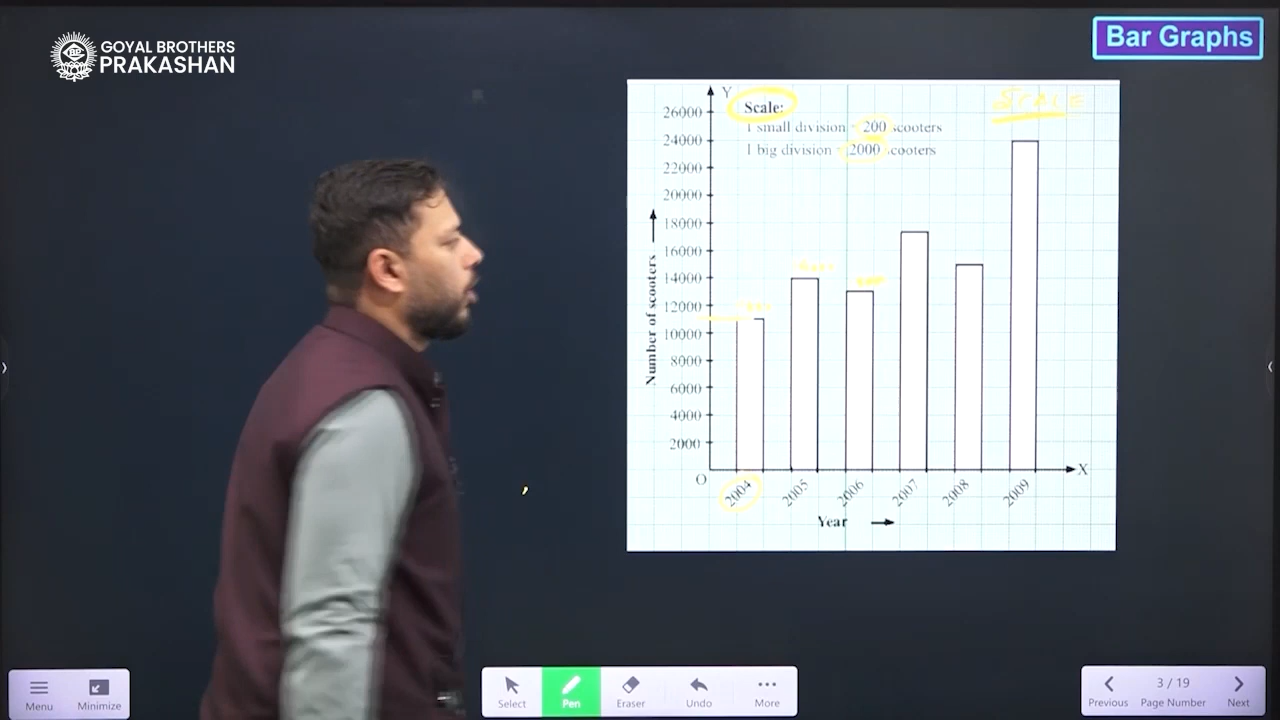 GOYAL BROTHERS
PRAKASHAN
Bar Graphs
Y
Scale:
SCALE
1 small division = 200 scooters
1 big division = 2000 scooters
26000
24000
22000
20000
18000
16000
14000
12000
10000
8000
6000
4000
2000
O
X
Number of scooters
2004
2005
2006
2007
2008
2009
Year
Menu
Minimize
Select
Pen
Eraser
Undo
More
Previous
3 / 19
Page Number
Next